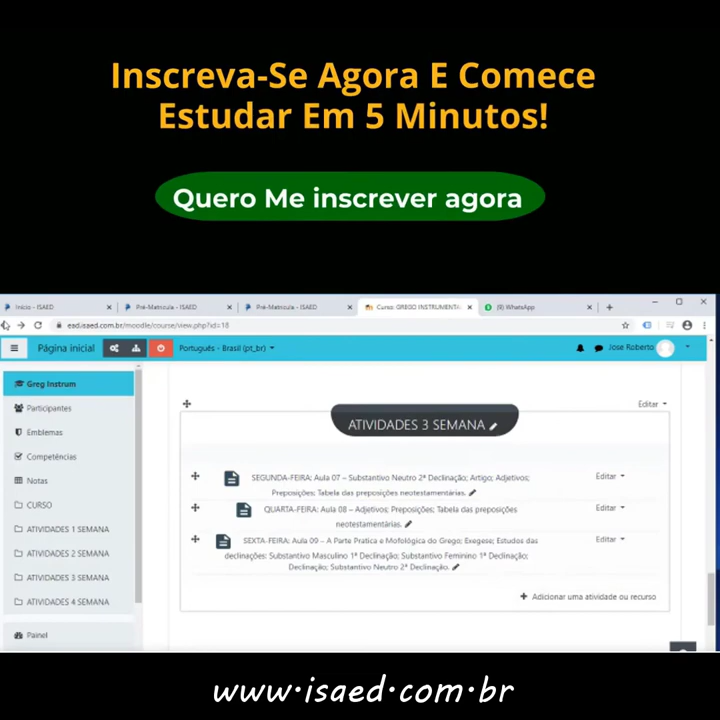 Inscreva-Se Agora E Comece
Estudar Em 5 Minutos!
Quero Me inscrever agora
Início - ISAED
Pré-Matrícula - ISAED
Pré-Matrícula - ISAED
Curso: GREGO INSTRUMENTA
(9) WhatsApp
ead.isaed.com.br/moodle/course/view.php?id=18
Página inicial
Português - Brasil (pt_br)
Jose Roberto
Greg Instrum
Participantes
Emblemas
Competências
Notas
CURSO
ATIVIDADES 1 SEMANA
ATIVIDADES 2 SEMANA
ATIVIDADES 3 SEMANA
ATIVIDADES 4 SEMANA
Painel
Editar
ATIVIDADES 3 SEMANA
SEGUNDA-FEIRA: Aula 07 – Substantivo Neutro 2ª Declinação; Artigo; Adjetivos;
Preposições; Tabela das preposições neotestamentárias.
Editar
QUARTA-FEIRA: Aula 08 – Adjetivos; Preposições; Tabela das preposições
neotestamentárias.
Editar
SEXTA-FEIRA: Aula 09 – A Parte Pratica e Mofológica do Grego; Exegese; Estudos das
declinações: Substantivo Masculino 1ª Declinação; Substantivo Feminino 1ª Declinação;
Declinação; Substantivo Neutro 2ª Declinação.
Editar
Adicionar uma atividade ou recurso
www.isaed.com.br